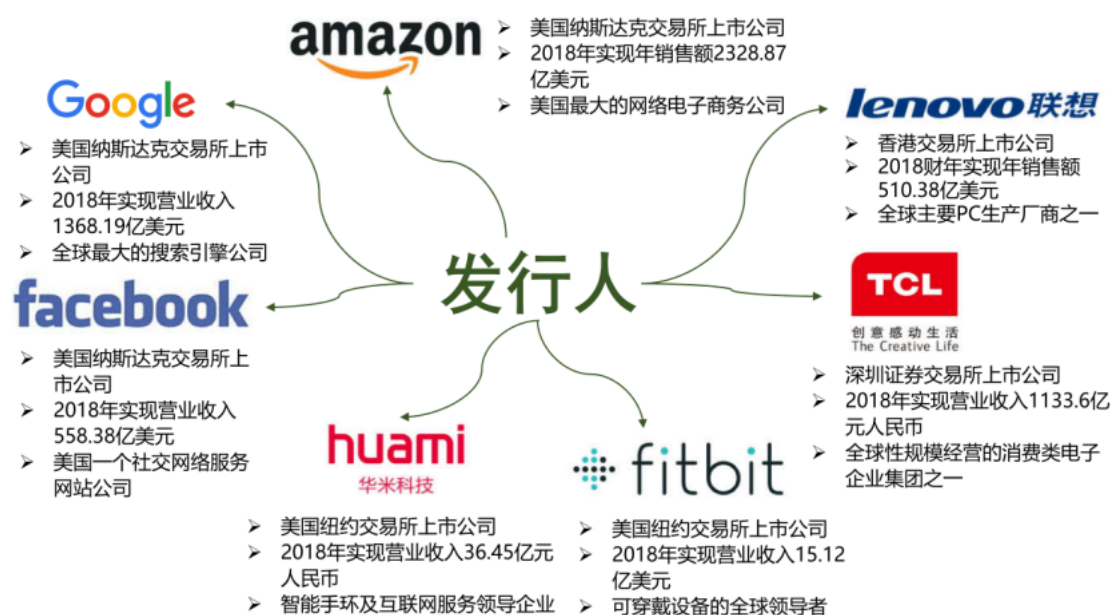 amazon
美国纳斯达克交易所上市公司
2018年实现年销售额2328.87
亿美元
美国最大的网络电子商务公司
Google
美国纳斯达克交易所上市
公司
2018年实现营业收入
1368.19亿美元
全球最大的搜索引擎公司
lenovo联想
香港交易所上市公司
2018财年实现年销售额
510.38亿美元
全球主要PC生产厂商之一
发行人
facebook
美国纳斯达克交易所上
市公司
2018年实现营业收入
558.38亿美元
美国一个社交网络服务
网站公司
TCL
创意感动生活
The Creative Life
深圳证券交易所上市公司
2018年实现营业收入1133.6亿
元人民币
全球性规模经营的消费类电子
企业集团之一
huami
华米科技
美国纽约交易所上市公司
2018年实现营业收入36.45亿元
人民币
智能手环及互联网服务领导企业
fitbit
美国纽约交易所上市公司
2018年实现营业收入15.12
亿美元
可穿戴设备的全球领导者